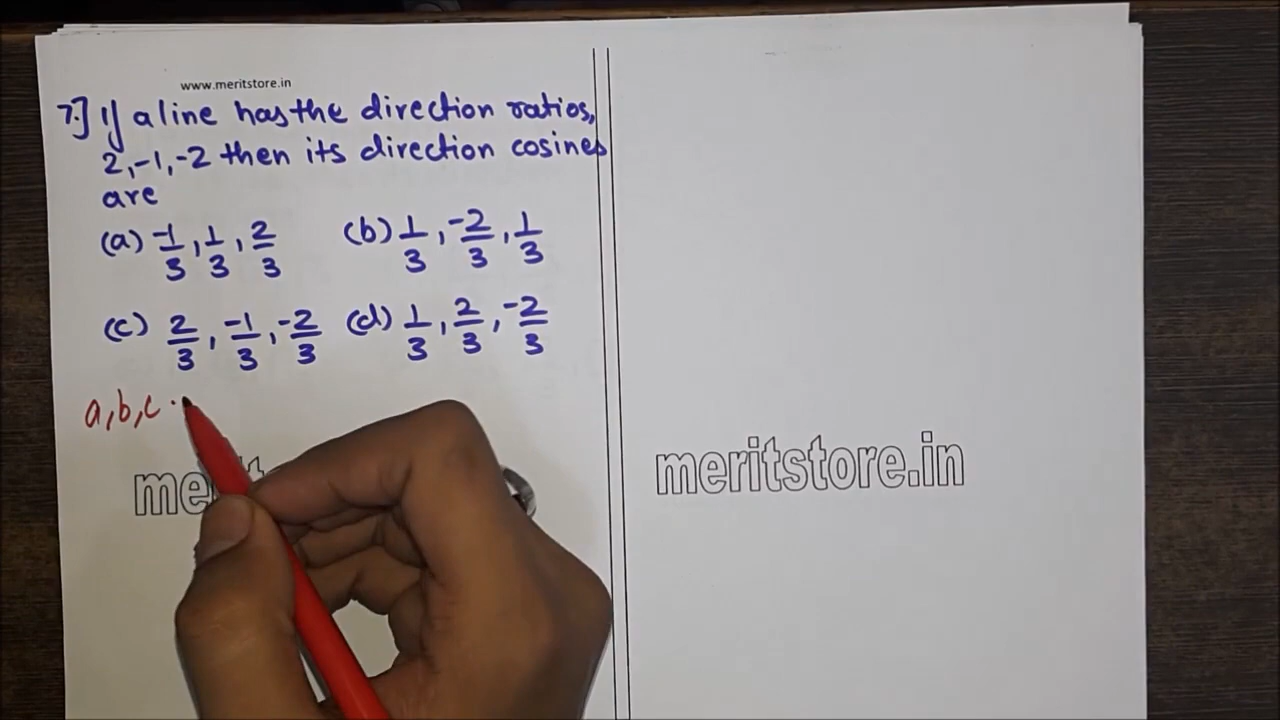 www.meritstore.in
7.] If a line has the direction ratios,
2, -1, -2 then its direction cosines
are
(a) -1/3, 1/3, 2/3 (b) 1/3, -2/3, 1/3
(c) 2/3, -1/3, -2/3 (d) 1/3, 2/3, -2/3
a, b, c
meritstore.in